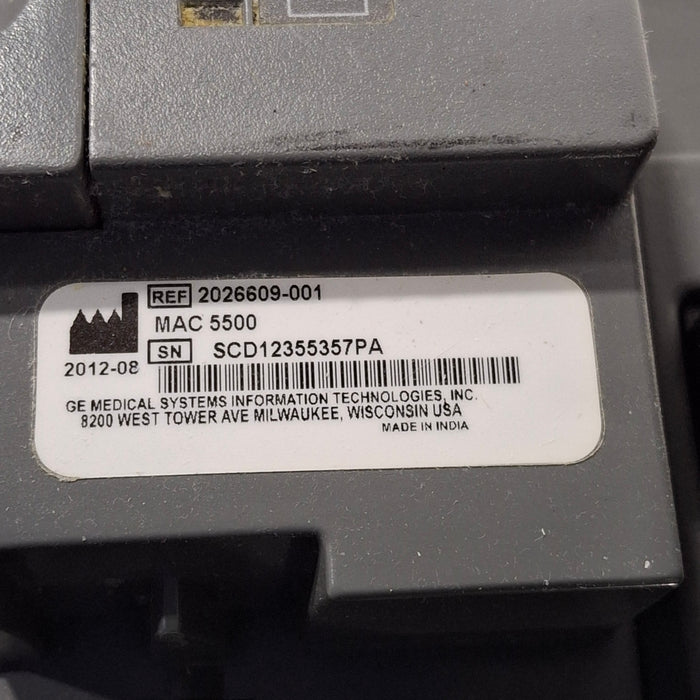 REF 2026609-001
MAC 5500
SN SCD12355357PA
2012-08
GE MEDICAL SYSTEMS INFORMATION TECHNOLOGIES, INC.
8200 WEST TOWER AVE MILWAUKEE, WISCONSIN USA
MADE IN INDIA